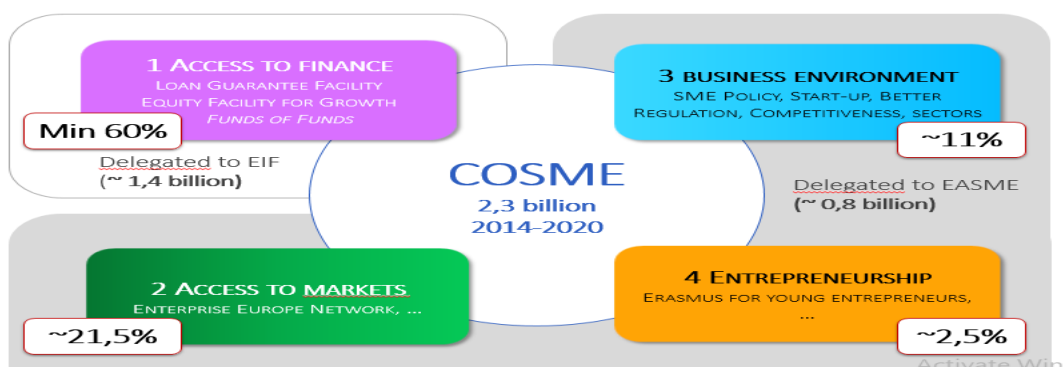 1 ACCESS TO FINANCE
LOAN GUARANTEE FACILITY
EQUITY FACILITY FOR GROWTH
FUNDS OF FUNDS
Min 60%
Delegated to EIF
(~ 1,4 billion)
3 BUSINESS ENVIRONMENT
SME POLICY, START-UP, BETTER
REGULATION, COMPETITIVENESS, SECTORS
~11%
Delegated to EASME
(~ 0,8 billion)
COSME
2,3 billion
2014-2020
2 ACCESS TO MARKETS
ENTERPRISE EUROPE NETWORK, ...
~21,5%
4 ENTREPRENEURSHIP
ERASMUS FOR YOUNG ENTREPRENEURS,
...
~2,5%
Activate Win